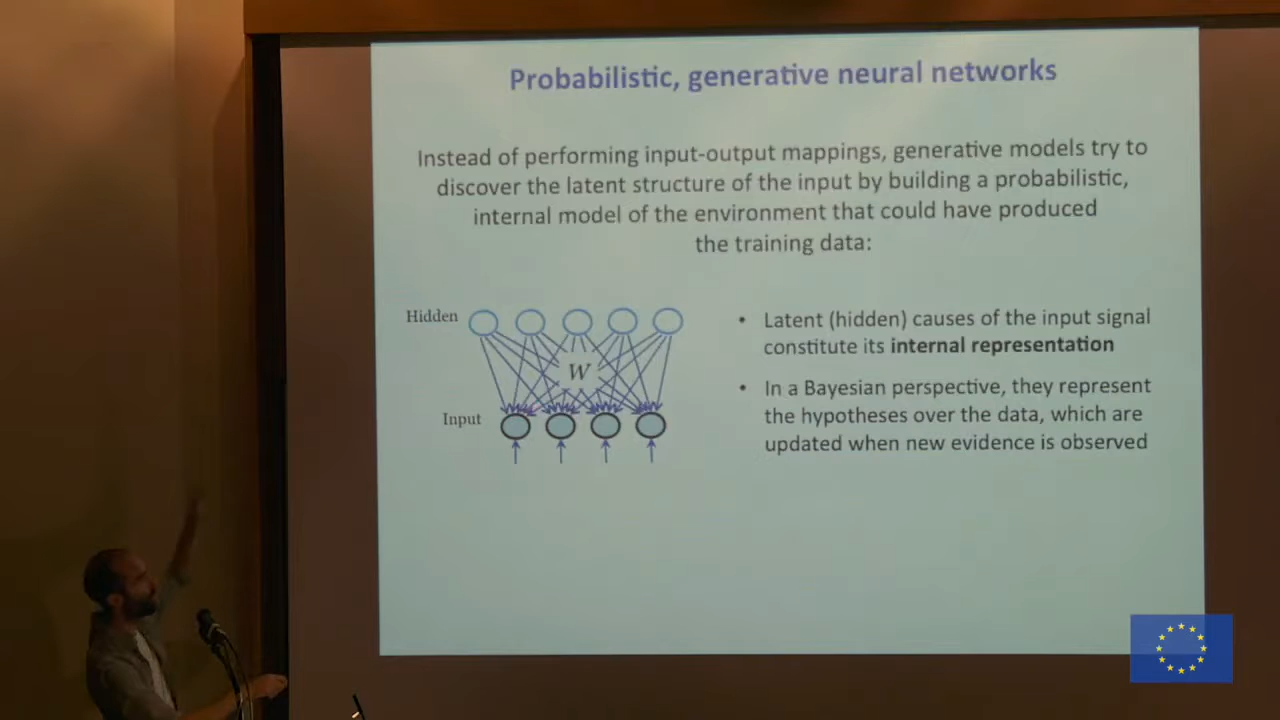 Probabilistic, generative neural networks
Instead of performing input-output mappings, generative models try to
discover the latent structure of the input by building a probabilistic,
internal model of the environment that could have produced
the training data:
Hidden
W
Input
• Latent (hidden) causes of the input signal
constitute its internal representation
• In a Bayesian perspective, they represent
the hypotheses over the data, which are
updated when new evidence is observed